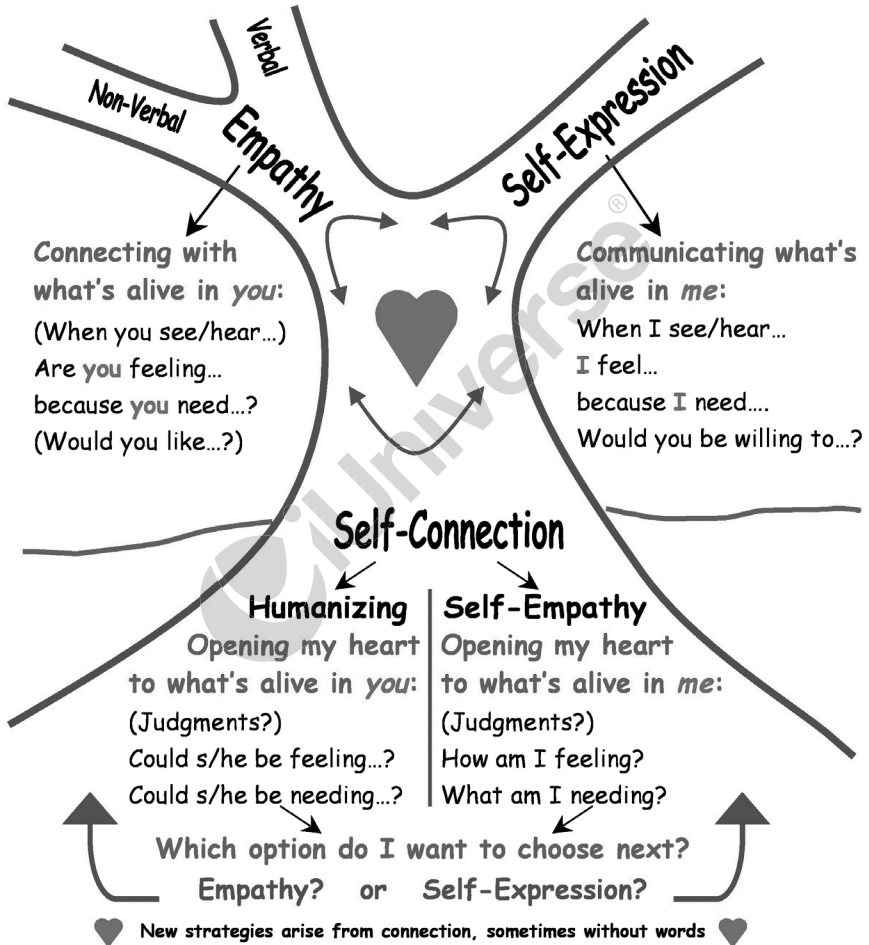 Verbal
Non-Verbal
Empathy
Self-Expression
Connecting with
what's alive in you:
(When you see/hear…)
Are you feeling…
because you need…?
(Would you like…?)
Communicating what's
alive in me:
When I see/hear…
I feel…
because I need….
Would you be willing to…?
iUniverse®
Self-Connection
Humanizing
Opening my heart
to what's alive in you:
(Judgments?)
Could s/he be feeling…?
Could s/he be needing…?
Self-Empathy
Opening my heart
to what's alive in me:
(Judgments?)
How am I feeling?
What am I needing?
Which option do I want to choose next?
Empathy? or Self-Expression?
New strategies arise from connection, sometimes without words